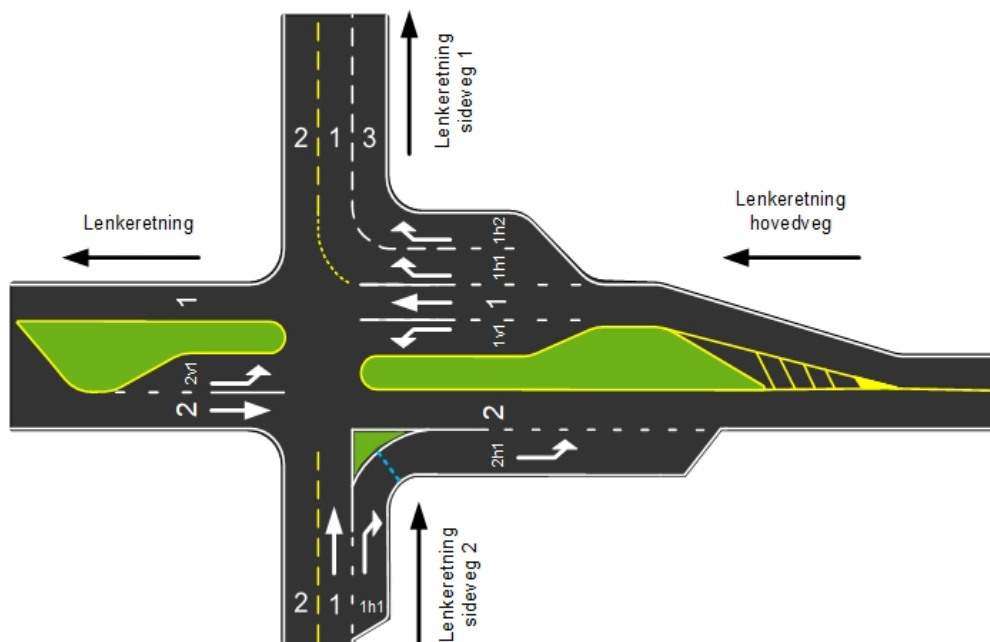 Lenkeretning
sideveg 1
2 1 3
Lenkeretning
Lenkeretning
hovedveg
1h2
1h1
1
1
1v1
2v1
2
2
2h1
2 1 1h1
Lenkeretning
sideveg 2